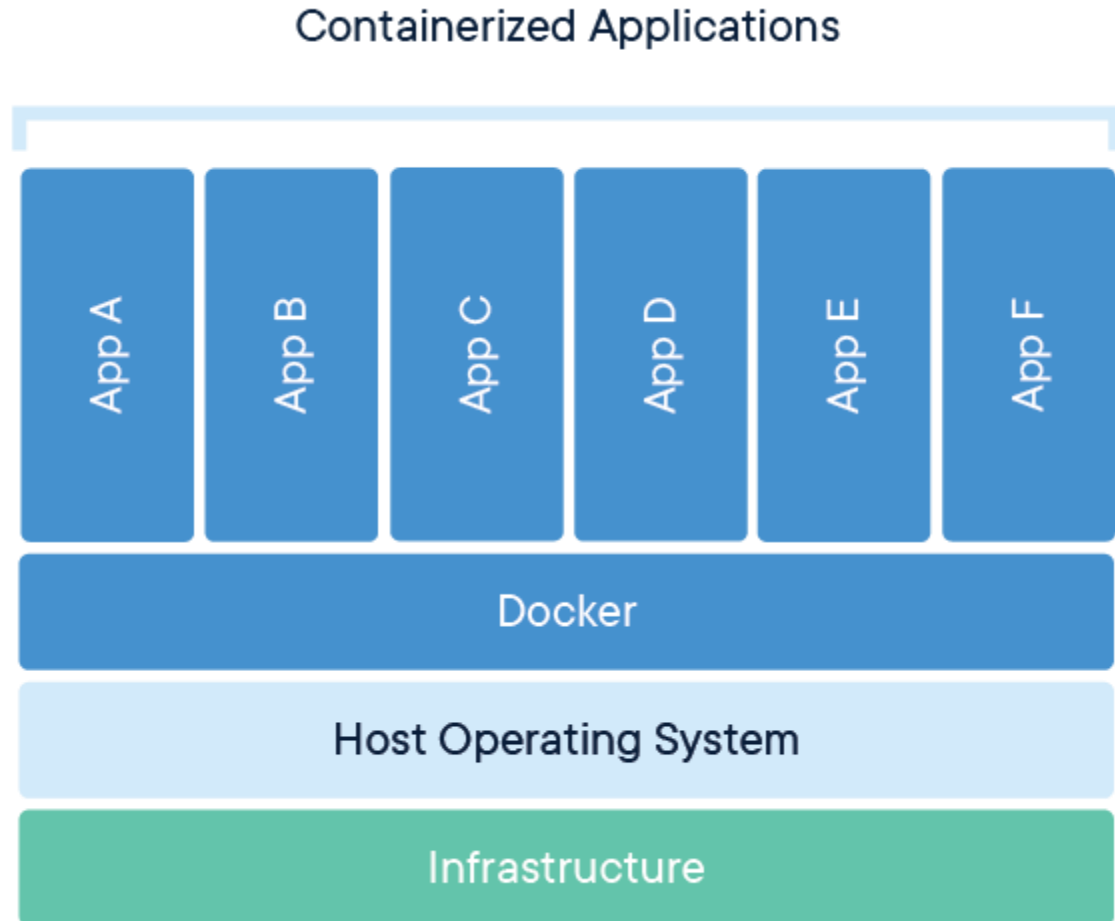 Containerized Applications
App A
App B
App C
App D
App E
App F
Docker
Host Operating System
Infrastructure